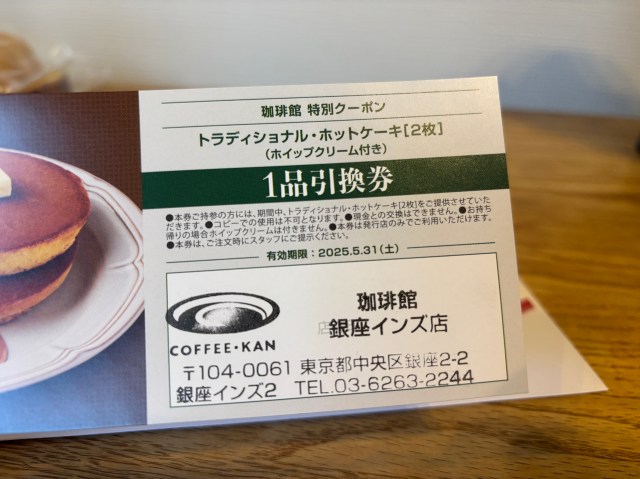 珈琲館 特別クーポン
トラディショナル・ホットケーキ[2枚]
(ホイップクリーム付き)
1品引換券
●本券ご持参の方には、期間中、トラディショナル・ホットケーキ[2枚]をご提供させていた
だきます。●コピーでの使用は不可となります。●現金との交換はできません。●お持ち
帰りの場合ホイップクリームは付きません。●本券は発行店のみでご利用いただけます。
●本券は、ご注文時にスタッフにご提示ください。
有効期限:2025.5.31(土)
珈琲館
銀座インズ店
COFFEE・KAN
〒104-0061 東京都中央区銀座2-2
銀座インズ2 TEL.03-6263-2244